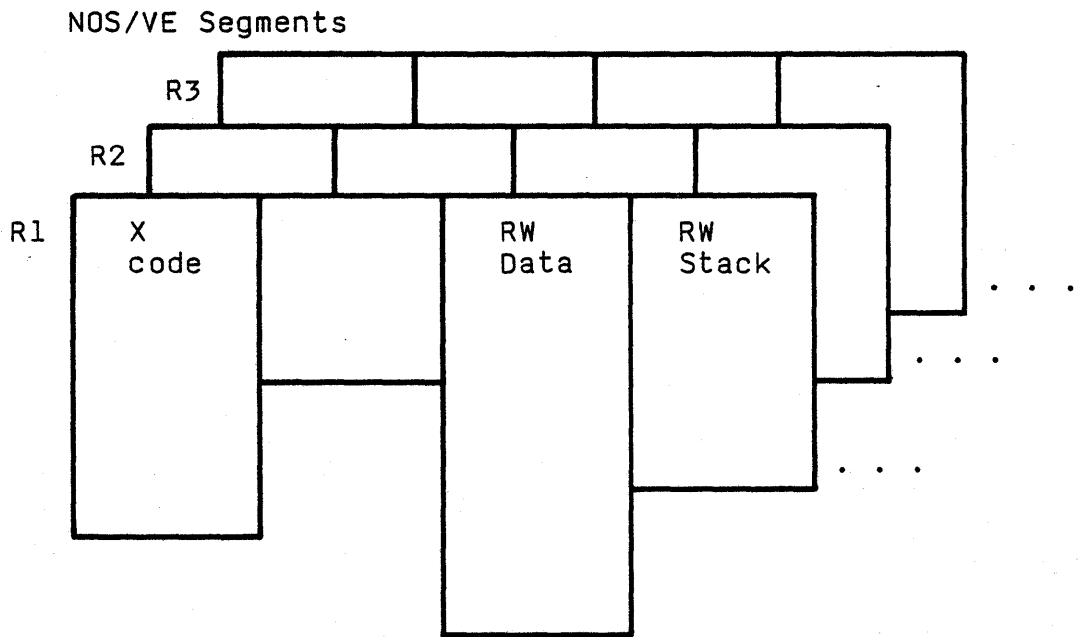 NOS/VE Segments
R3
R2
R1
X
code
RW
Data
RW
Stack
. . .
. . .
. . .